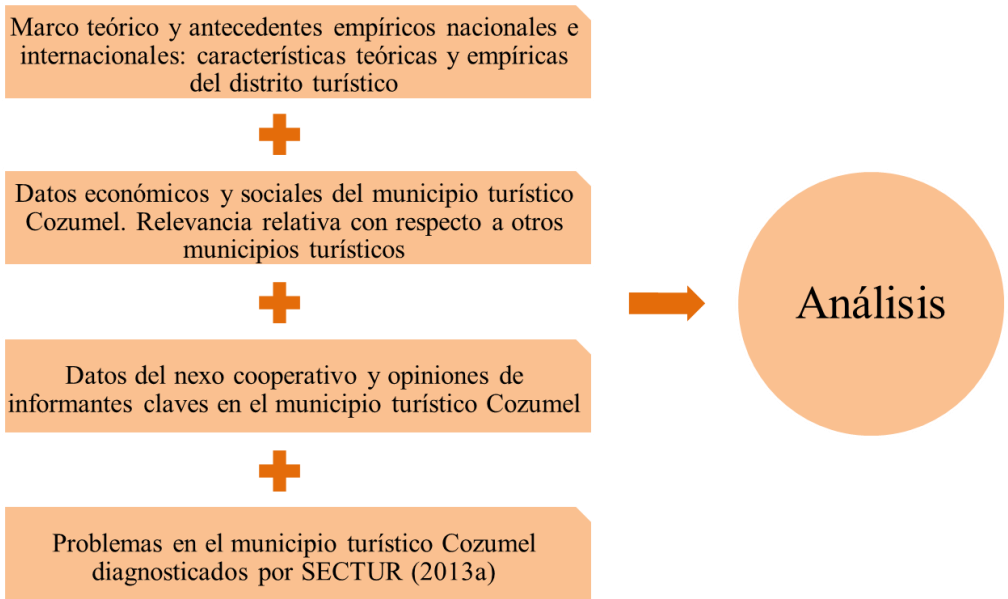 Marco teórico y antecedentes empíricos nacionales e
internacionales: características teóricas y empíricas
del distrito turístico
Datos económicos y sociales del municipio turístico
Cozumel. Relevancia relativa con respecto a otros
municipios turísticos
Datos del nexo cooperativo y opiniones de
informantes claves en el municipio turístico Cozumel
Problemas en el municipio turístico Cozumel
diagnosticados por SECTUR (2013a)
Análisis